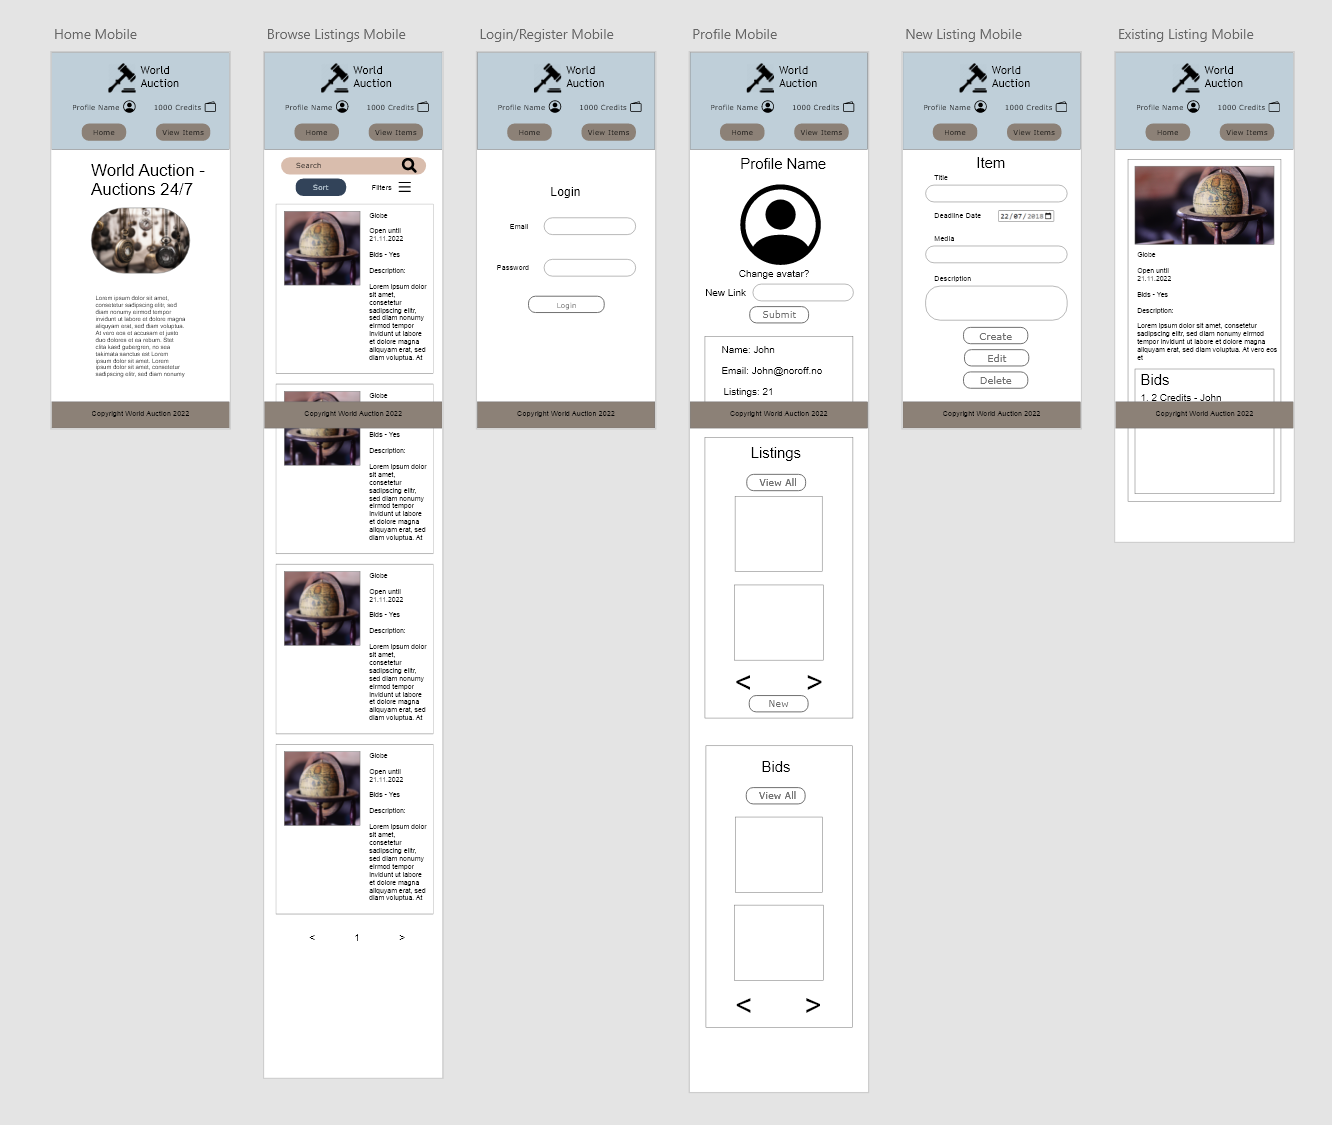 Home Mobile
World
Auction
Profile Name
1000 Credits
Home
View Items
World Auction -
Auctions 24/7
Lorem ipsum dolor sit amet,
consetetur sadipscing elitr, sed
diam nonumy eirmod tempor
invidunt ut labore et dolore magna
aliquyam erat, sed diam voluptua.
At vero eos et accusam et justo
duo dolores et ea rebum. Stet
clita kasd gubergren, no sea
takimata sanctus est Lorem
ipsum dolor sit amet. Lorem
ipsum dolor sit amet, consetetur
sadipscing elitr, sed diam nonumy
Copyright World Auction 2022
Browse Listings Mobile
World
Auction
Profile Name
1000 Credits
Home
View Items
Search
Sort
Filters
Globe
Open until
21.11.2022
Bids - Yes
Description:
Lorem ipsum dolor
sit amet,
consetetur
sadipscing elitr,
sed diam nonumy
eirmod tempor
invidunt ut labore
et dolore magna
aliquyam erat, sed
diam voluptua. At
Globe
Copyright World Auction 2022
Bids - Yes
Description:
Lorem ipsum dolor
sit amet,
consetetur
sadipscing elitr,
sed diam nonumy
eirmod tempor
invidunt ut labore
et dolore magna
aliquyam erat, sed
diam voluptua. At
Globe
Open until
21.11.2022
Bids - Yes
Description:
Lorem ipsum dolor
sit amet,
consetetur
sadipscing elitr,
sed diam nonumy
eirmod tempor
invidunt ut labore
et dolore magna
aliquyam erat, sed
diam voluptua. At
Globe
Open until
21.11.2022
Bids - Yes
Description:
Lorem ipsum dolor
sit amet,
consetetur
sadipscing elitr,
sed diam nonumy
eirmod tempor
invidunt ut labore
et dolore magna
aliquyam erat, sed
diam voluptua. At
< 1 >
Login/Register Mobile
World
Auction
Profile Name
1000 Credits
Home
View Items
Login
Email
Password
Login
Copyright World Auction 2022
Profile Mobile
World
Auction
Profile Name
1000 Credits
Home
View Items
Profile Name
Change avatar?
New Link
Submit
Name: John
Email: John@noroff.no
Listings: 21
Copyright World Auction 2022
Listings
View All
< >
New
Bids
View All
< >
New Listing Mobile
World
Auction
Profile Name
1000 Credits
Home
View Items
Item
Title
Deadline Date
22/07/2018
Media
Description
Create
Edit
Delete
Copyright World Auction 2022
Existing Listing Mobile
World
Auction
Profile Name
1000 Credits
Home
View Items
Globe
Open until
21.11.2022
Bids - Yes
Description:
Lorem ipsum dolor sit amet, consetetur
sadipscing elitr, sed diam nonumy eirmod
tempor invidunt ut labore et dolore
magna aliquyam erat, sed diam voluptua. At vero eos
et
Bids
1. 2 Credits - John
Copyright World Auction 2022